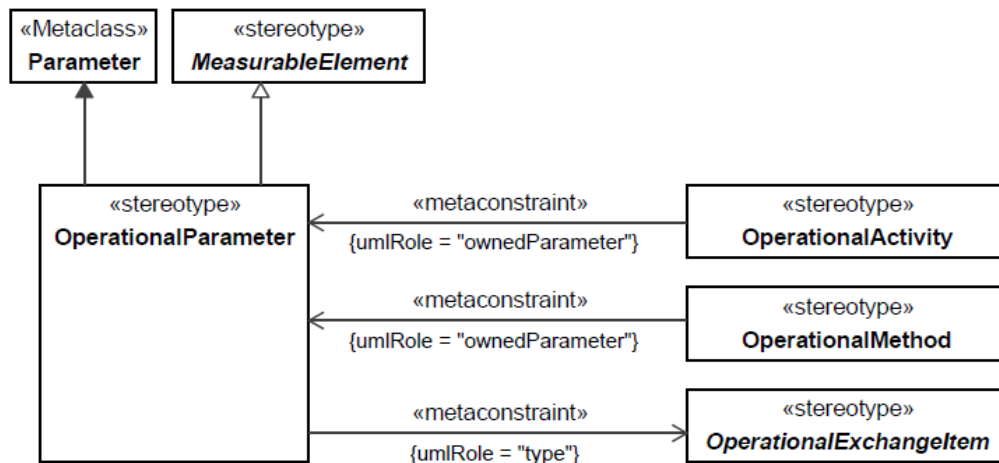 «Metaclass»
Parameter
«stereotype»
MeasurableElement
«stereotype»
OperationalParameter
«metaconstraint»
{umlRole = "ownedParameter"}
«stereotype»
OperationalActivity
«metaconstraint»
{umlRole = "ownedParameter"}
«stereotype»
OperationalMethod
«metaconstraint»
{umlRole = "type"}
«stereotype»
OperationalExchangeItem